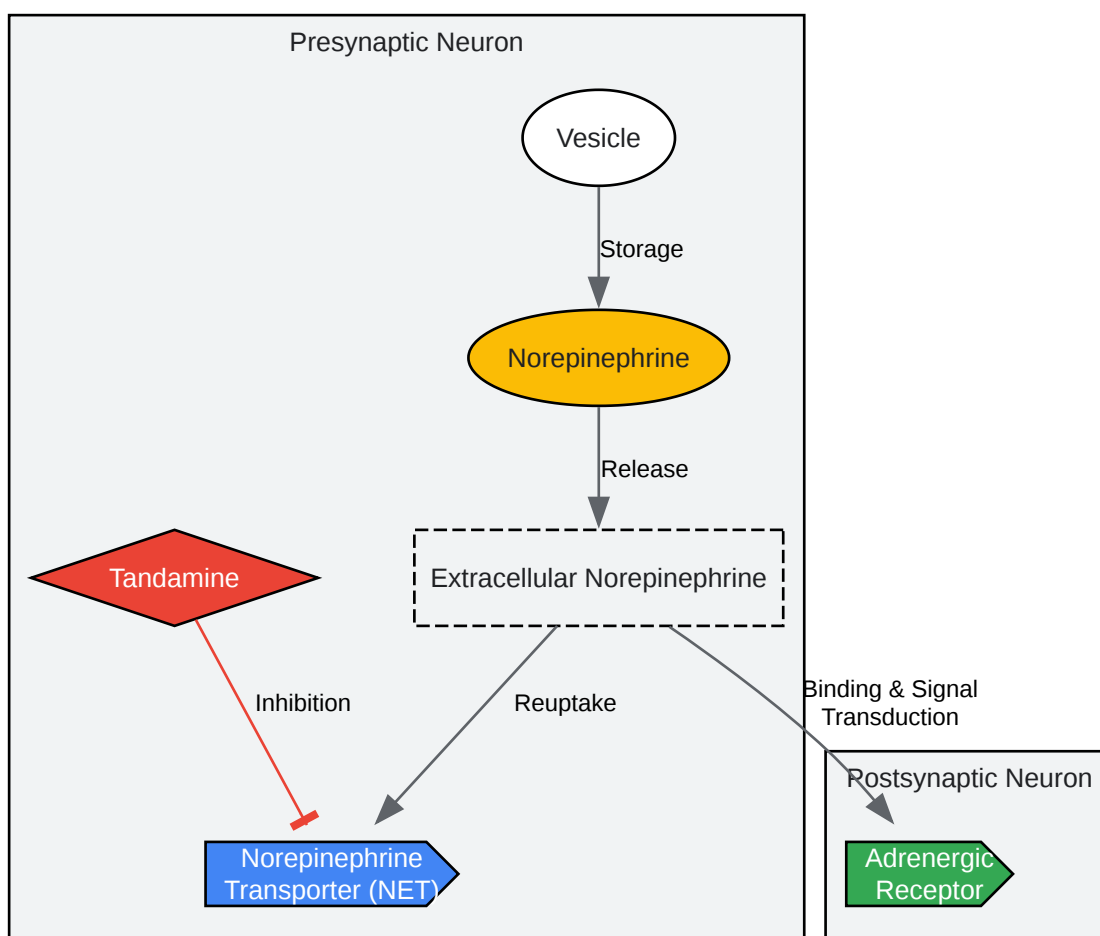 Presynaptic Neuron
Vesicle
Storage
Norepinephrine
Release
Tandamine
Extracellular Norepinephrine
Inhibition
Reuptake
Binding & Signal
Transduction
Postsynaptic Neuron
Norepinephrine
Transporter (NET)
Adrenergic
Receptor